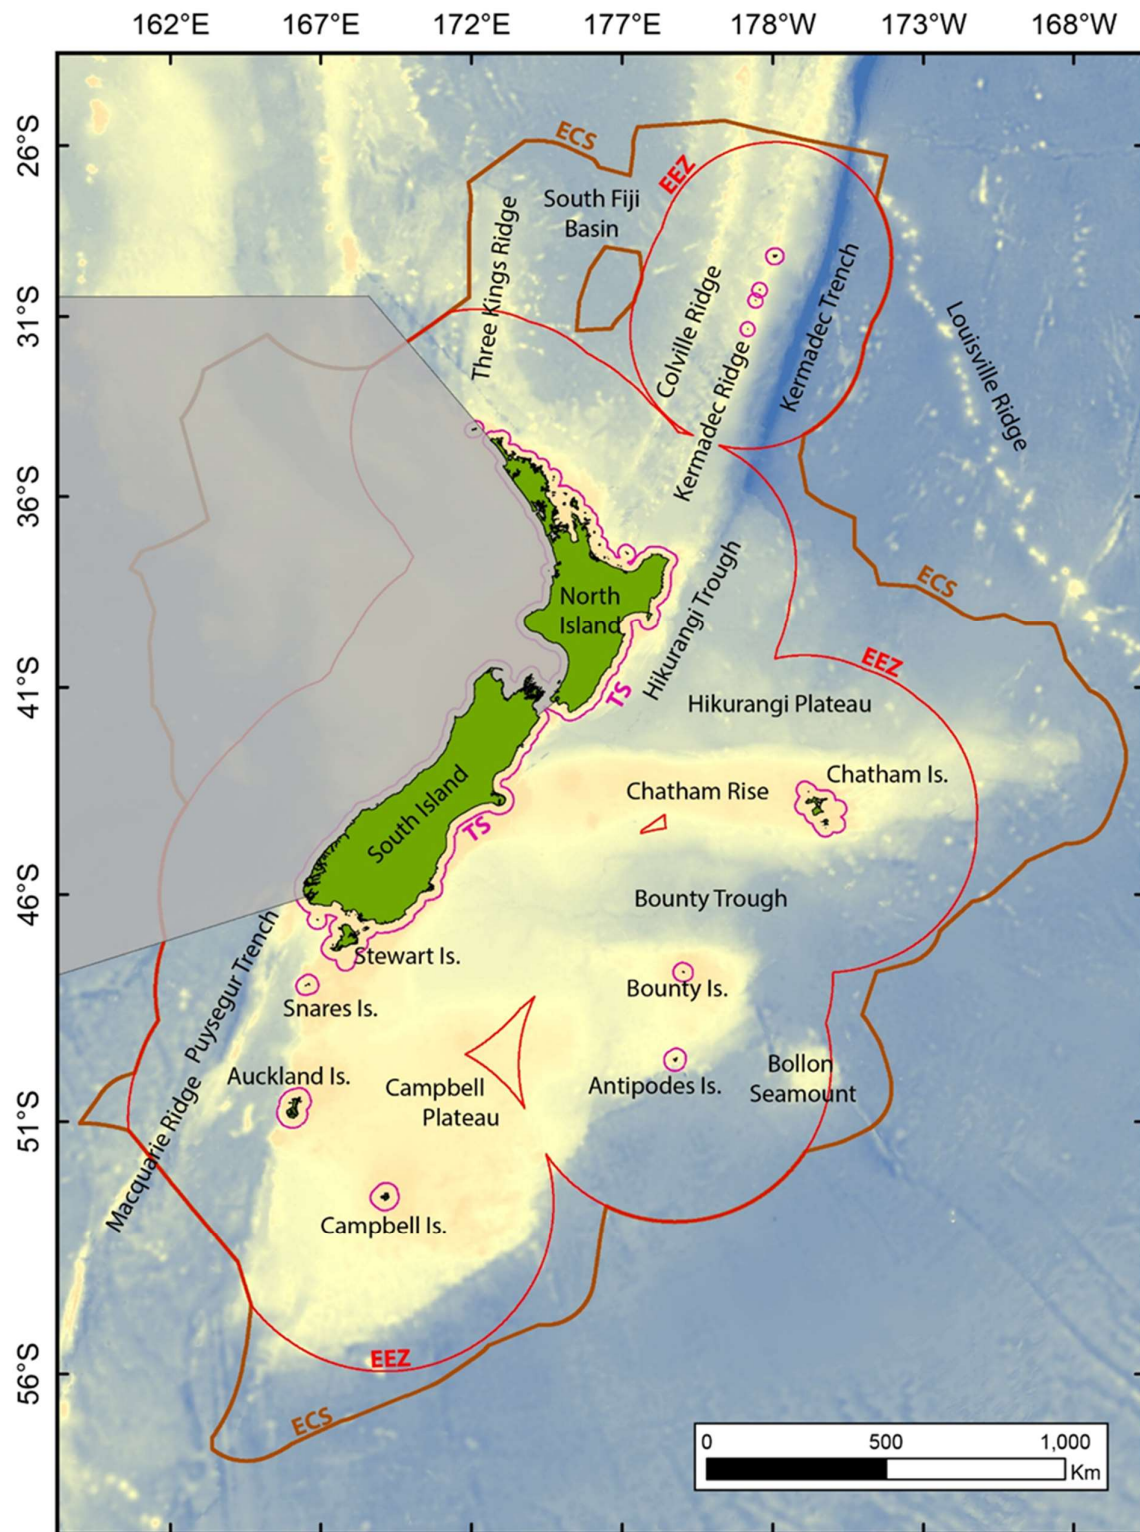 162°E 167°E 172°E 177°E 178°W 173°W 168°W
26°S
31°S
36°S
41°S
46°S
51°S
56°S
ECS
EEZ
South Fiji
Basin
Three Kings Ridge
Colville Ridge
Kermadec Ridge
Kermadec Trench
Louisville Ridge
ECS
North
Island
Hikurangi Trough
EEZ
TS
Hikurangi Plateau
South Island
TS
Chatham Rise
Chatham Is.
Bounty Trough
Puysegur Trench
Stewart Is.
Snares Is.
Bounty Is.
Auckland Is.
Campbell
Plateau
Antipodes Is.
Bollon
Seamount
Macquarie Ridge
Campbell Is.
EEZ
ECS
0 500 1,000
Km